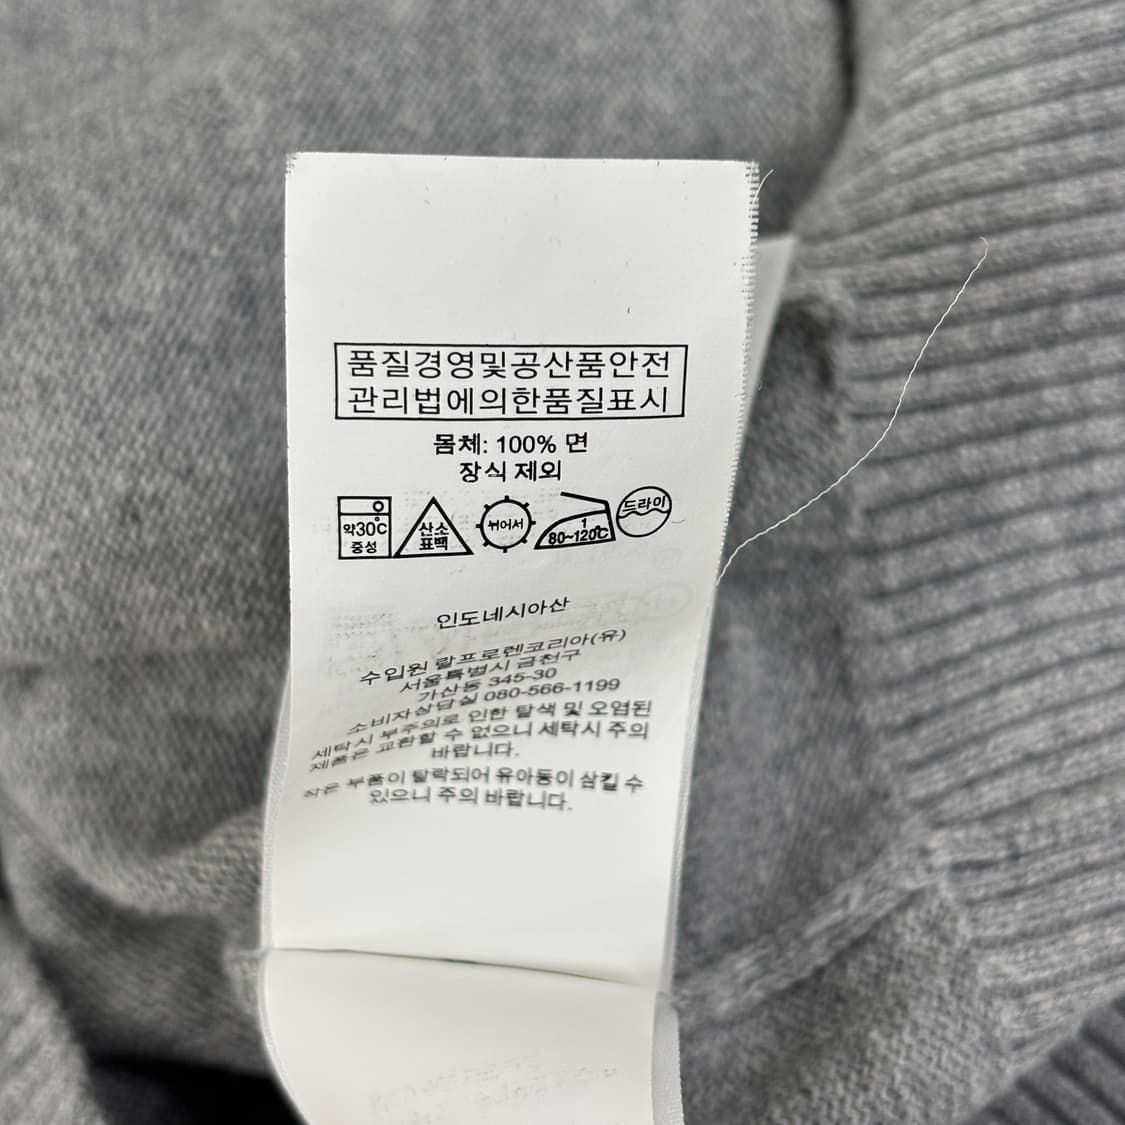 품질경영및공산품안전
관리법에의한품질표시
몸체: 100% 면
장식 제외
약30℃
중성
산소
표백
뉘어서
1
80~120℃
드라이
인도네시아산
수입원 랄프로렌코리아(유)
서울특별시 금천구
가산동 345-30
소비자상담실 080-566-1199
세탁시 부주의로 인한 탈색 및 오염된
제품은 교환할 수 없으니 세탁시 주의
바랍니다.
작은 부품이 탈락되어 유아동이 삼킬 수
있으니 주의 바랍니다.